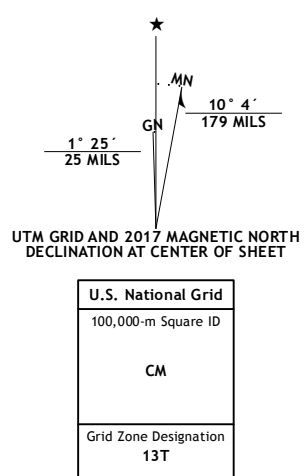 ★
MN
10° 4´
179 MILS
GN
1° 25´
25 MILS
UTM GRID AND 2017 MAGNETIC NORTH
DECLINATION AT CENTER OF SHEET
U.S. National Grid
100,000-m Square ID
CM
Grid Zone Designation
13T